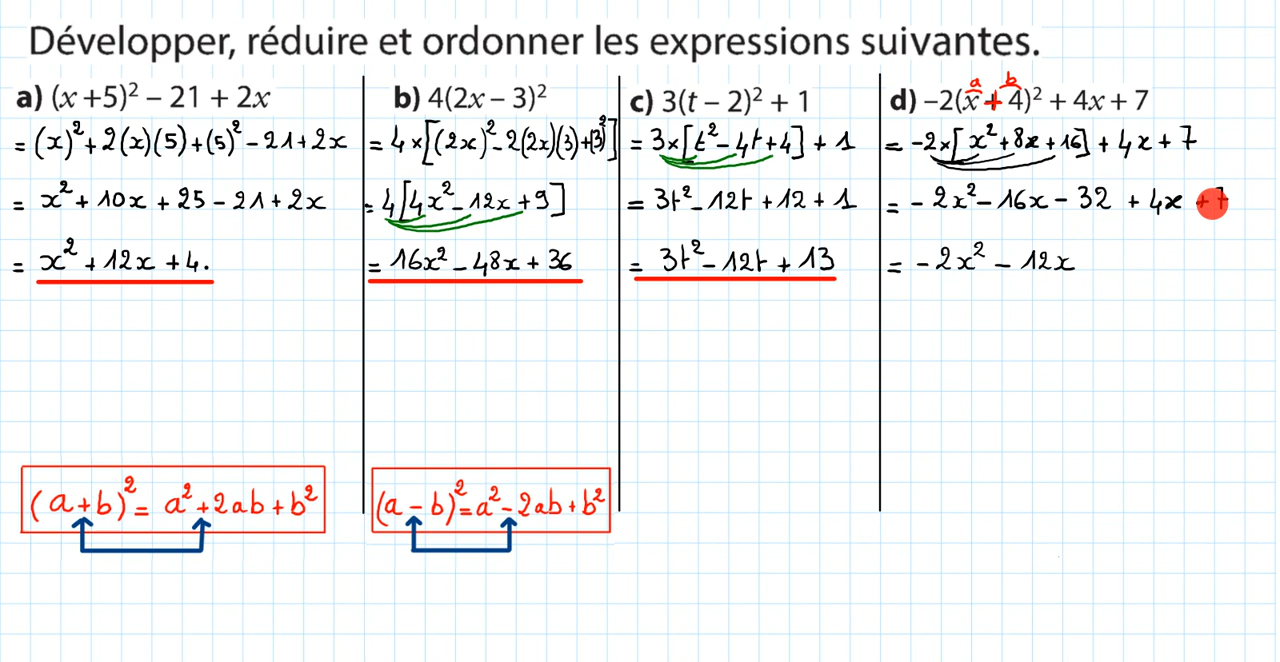 Développer, réduire et ordonner les expressions suivantes.
a) (x +5)² – 21 + 2x
= (x)² + 2(x)(5) + (5)² - 21 + 2x
= x² + 10x + 25 - 21 + 2x
= x² + 12x + 4.
(a + b)² = a² + 2ab + b²
b) 4(2x – 3)²
= 4 × [(2x)² - 2(2x)(3) + (3)²]
= 4[4x² - 12x + 9]
= 16x² - 48x + 36
(a - b)² = a² - 2ab + b²
c) 3(t – 2)² + 1
= 3 × [t² - 4t + 4] + 1
= 3t² - 12t + 12 + 1
= 3t² - 12t + 13
a b
d) –2(x + 4)² + 4x + 7
= -2 × [x² + 8x + 16] + 4x + 7
= - 2x² - 16x - 32 + 4x + 7
= - 2x² - 12x